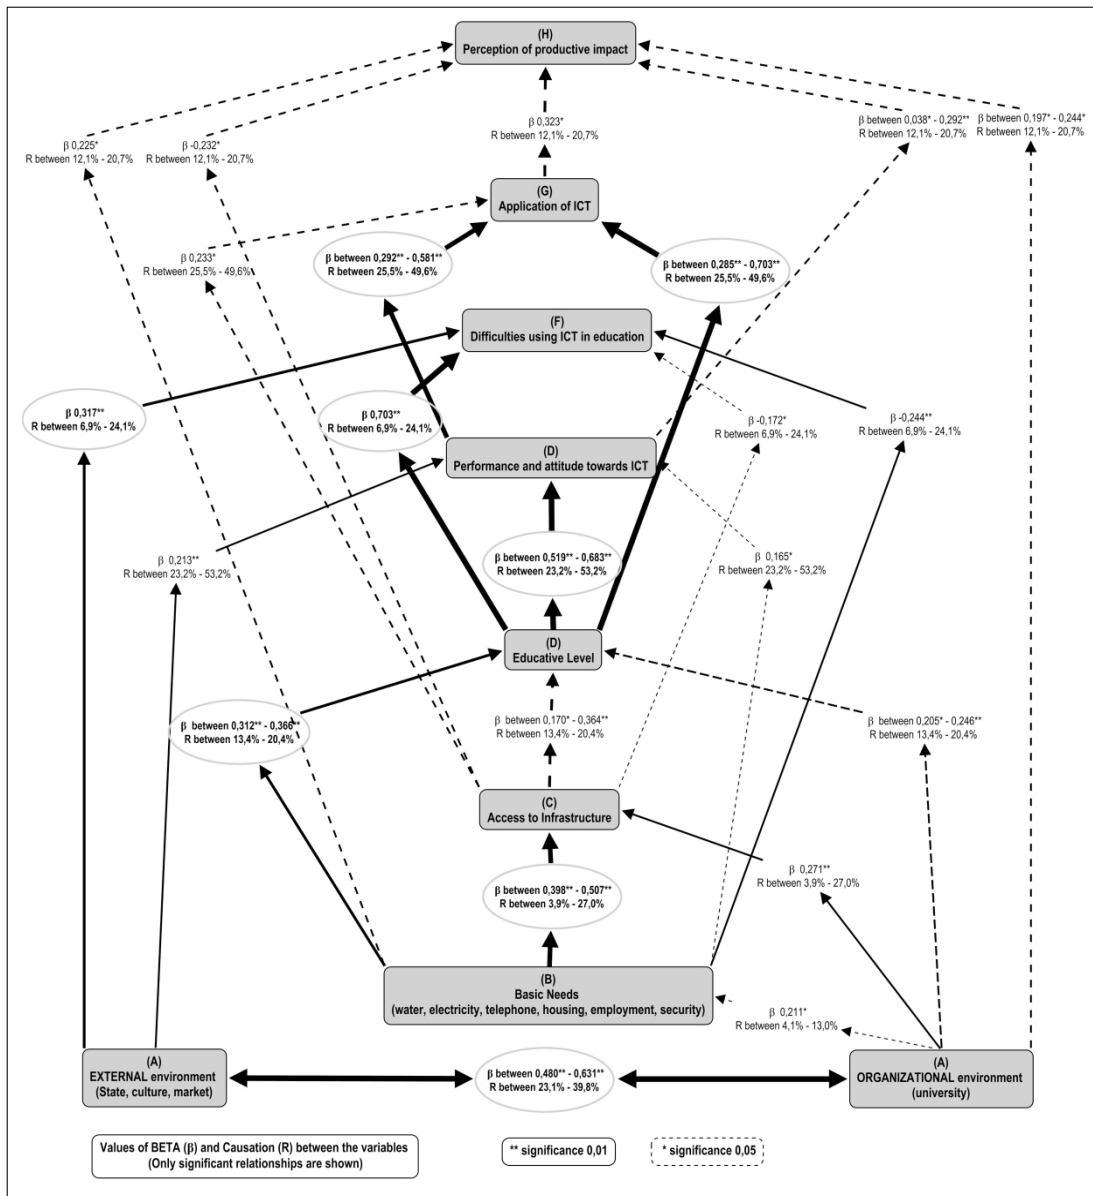 (H)
Perception of productive impact
β 0,323*
R between 12,1% - 20,7%
β between 0,038* - 0,292**
R between 12,1% - 20,7%
β between 0,197* - 0,244*
R between 12,1% - 20,7%
β 0,225*
R between 12,1% - 20,7%
β -0,232*
R between 12,1% - 20,7%
(G)
Application of ICT
β 0,233*
R between 25,5% - 49,6%
β between 0,292** - 0,581**
R between 25,5% - 49,6%
β between 0,285** - 0,703**
R between 25,5% - 49,6%
(F)
Difficulties using ICT in education
β 0,317**
R between 6,9% - 24,1%
β 0,703**
R between 6,9% - 24,1%
β -0,172*
R between 6,9% - 24,1%
β -0,244**
R between 6,9% - 24,1%
(D)
Performance and attitude towards ICT
β 0,213**
R between 23,2% - 53,2%
β between 0,519** - 0,683**
R between 23,2% - 53,2%
β 0,165*
R between 23,2% - 53,2%
(D)
Educative Level
β between 0,312** - 0,366**
R between 13,4% - 20,4%
β between 0,170* - 0,364**
R between 13,4% - 20,4%
β between 0,205* - 0,246**
R between 13,4% - 20,4%
(C)
Access to Infrastructure
β between 0,398** - 0,507**
R between 3,9% - 27,0%
β 0,271**
R between 3,9% - 27,0%
(B)
Basic Needs
(water, electricity, telephone, housing, employment, security)
β 0,211*
R between 4,1% - 13,0%
(A)
EXTERNAL environment
(State, culture, market)
β between 0,480** - 0,631**
R between 23,1% - 39,8%
(A)
ORGANIZATIONAL environment
(university)
Values of BETA (β) and Causation (R) between the variables
(Only significant relationships are shown)
** significance 0,01
* significance 0,05